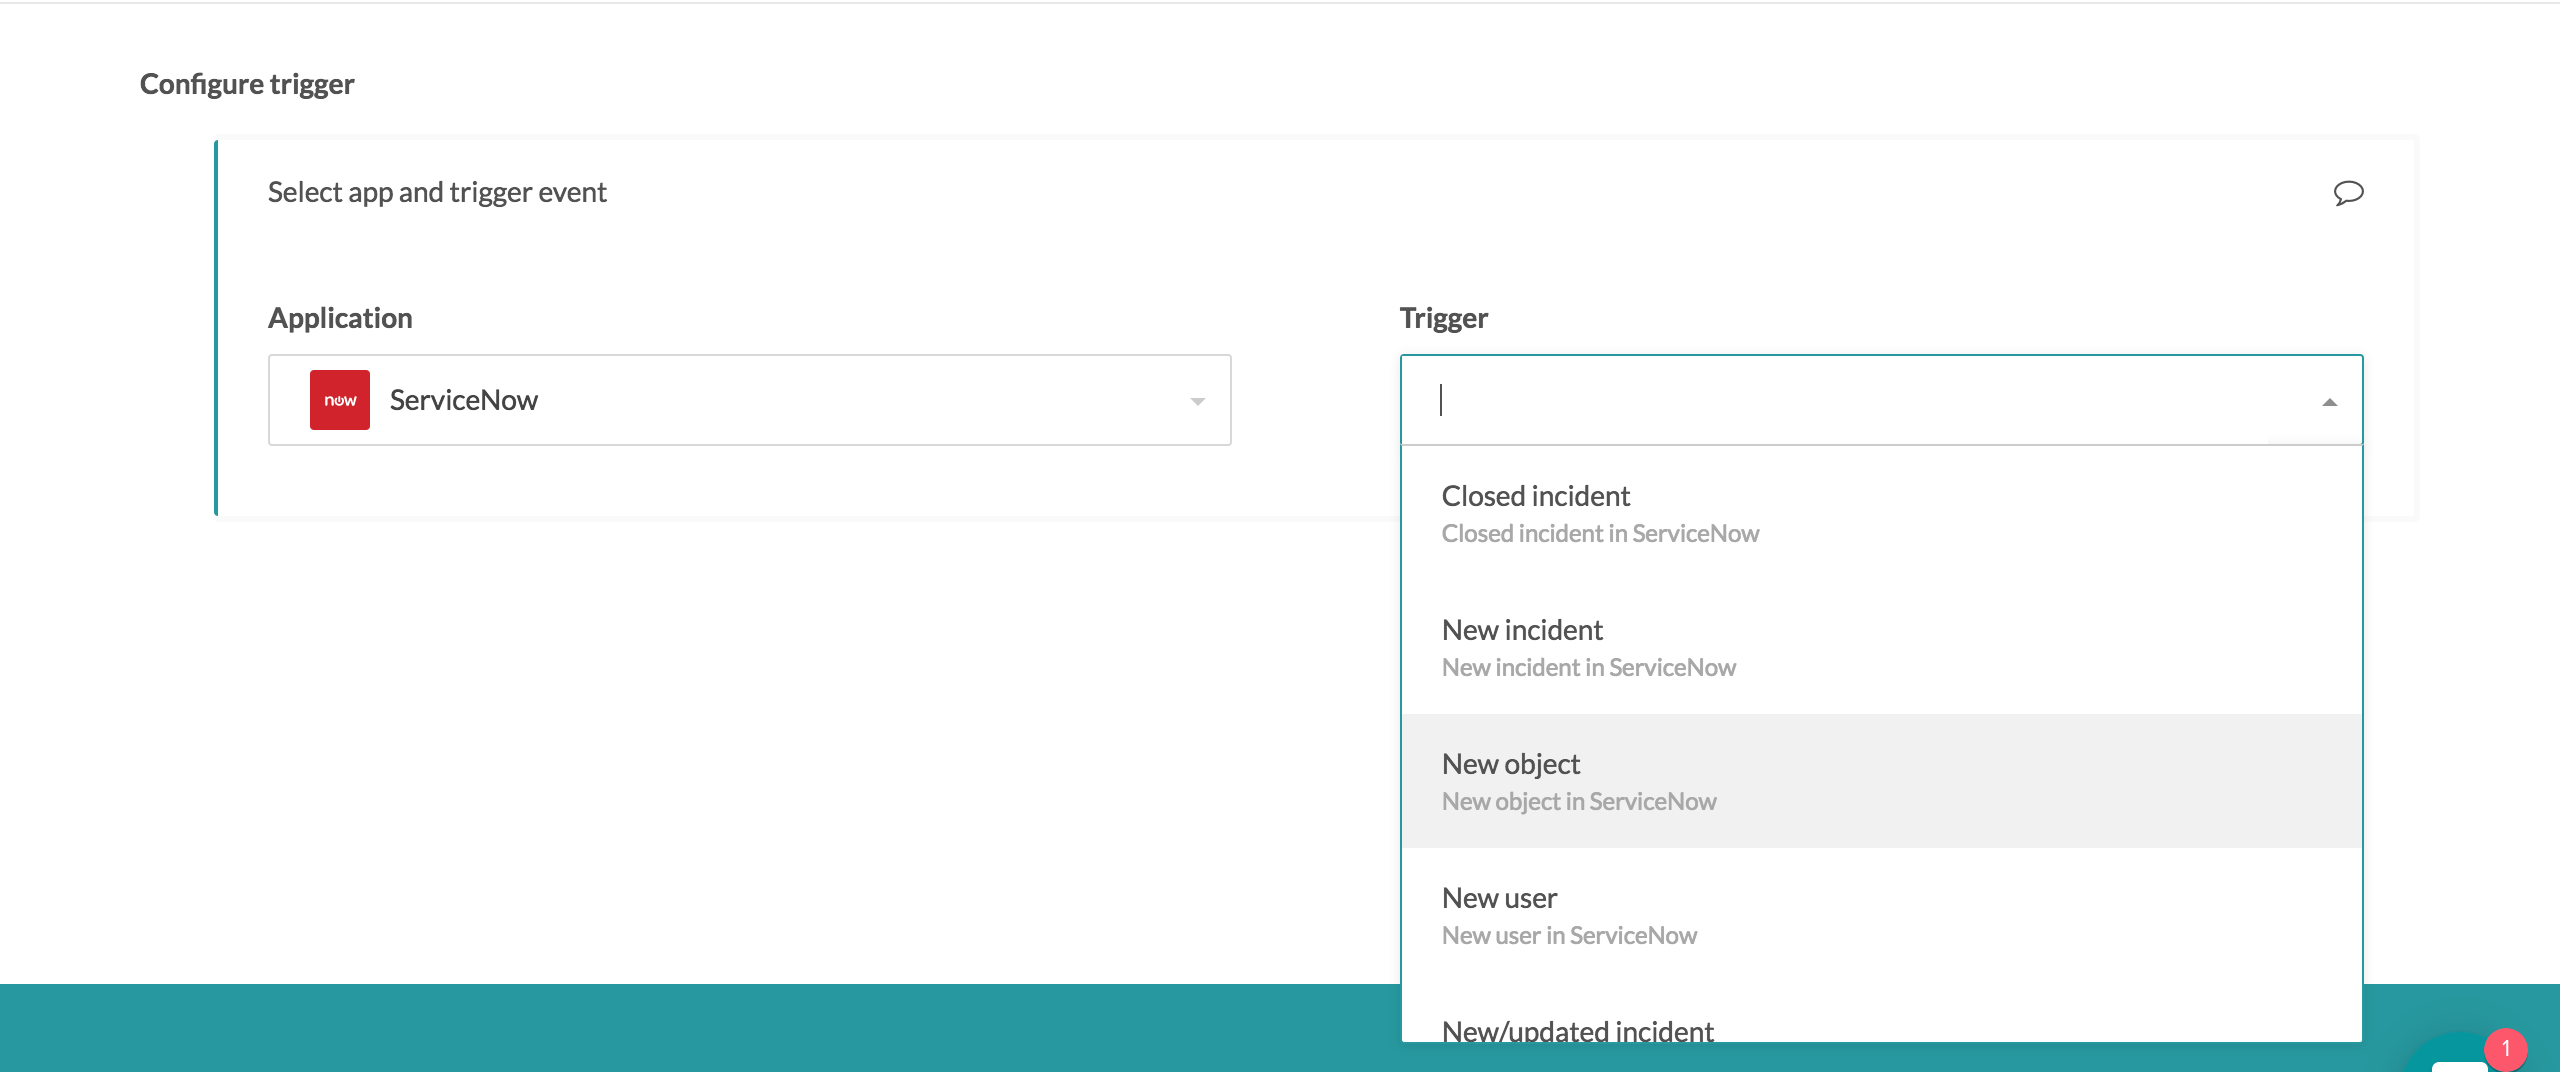 Configure trigger
Select app and trigger event
Application
Trigger
now
ServiceNow
Closed incident
Closed incident in ServiceNow
New incident
New incident in ServiceNow
New object
New object in ServiceNow
New user
New user in ServiceNow
New/updated incident
1